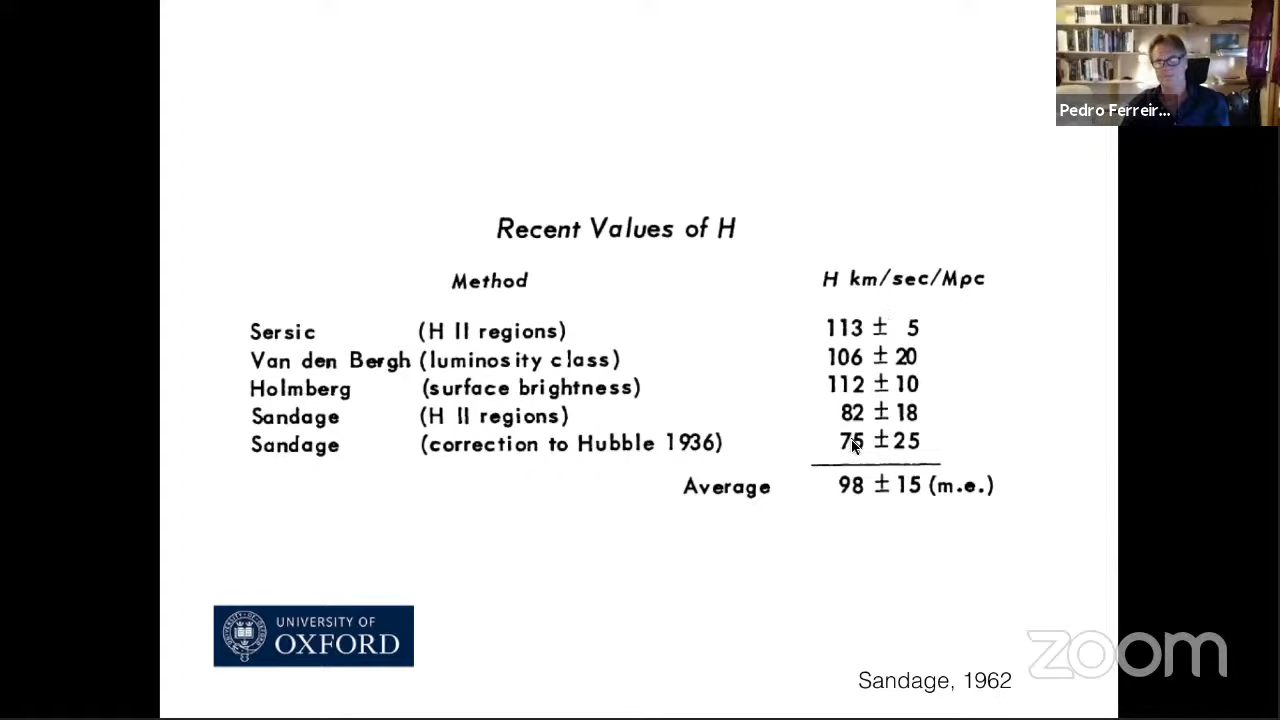 Pedro Ferreir...
Recent Values of H
Method H km/sec/Mpc
Sersic (H II regions) 113 ± 5
Van den Bergh (luminosity class) 106 ± 20
Holmberg (surface brightness) 112 ± 10
Sandage (H II regions) 82 ± 18
Sandage (correction to Hubble 1936) 75 ± 25
Average 98 ± 15 (m.e.)
UNIVERSITY OF
OXFORD
Sandage, 1962
zoom